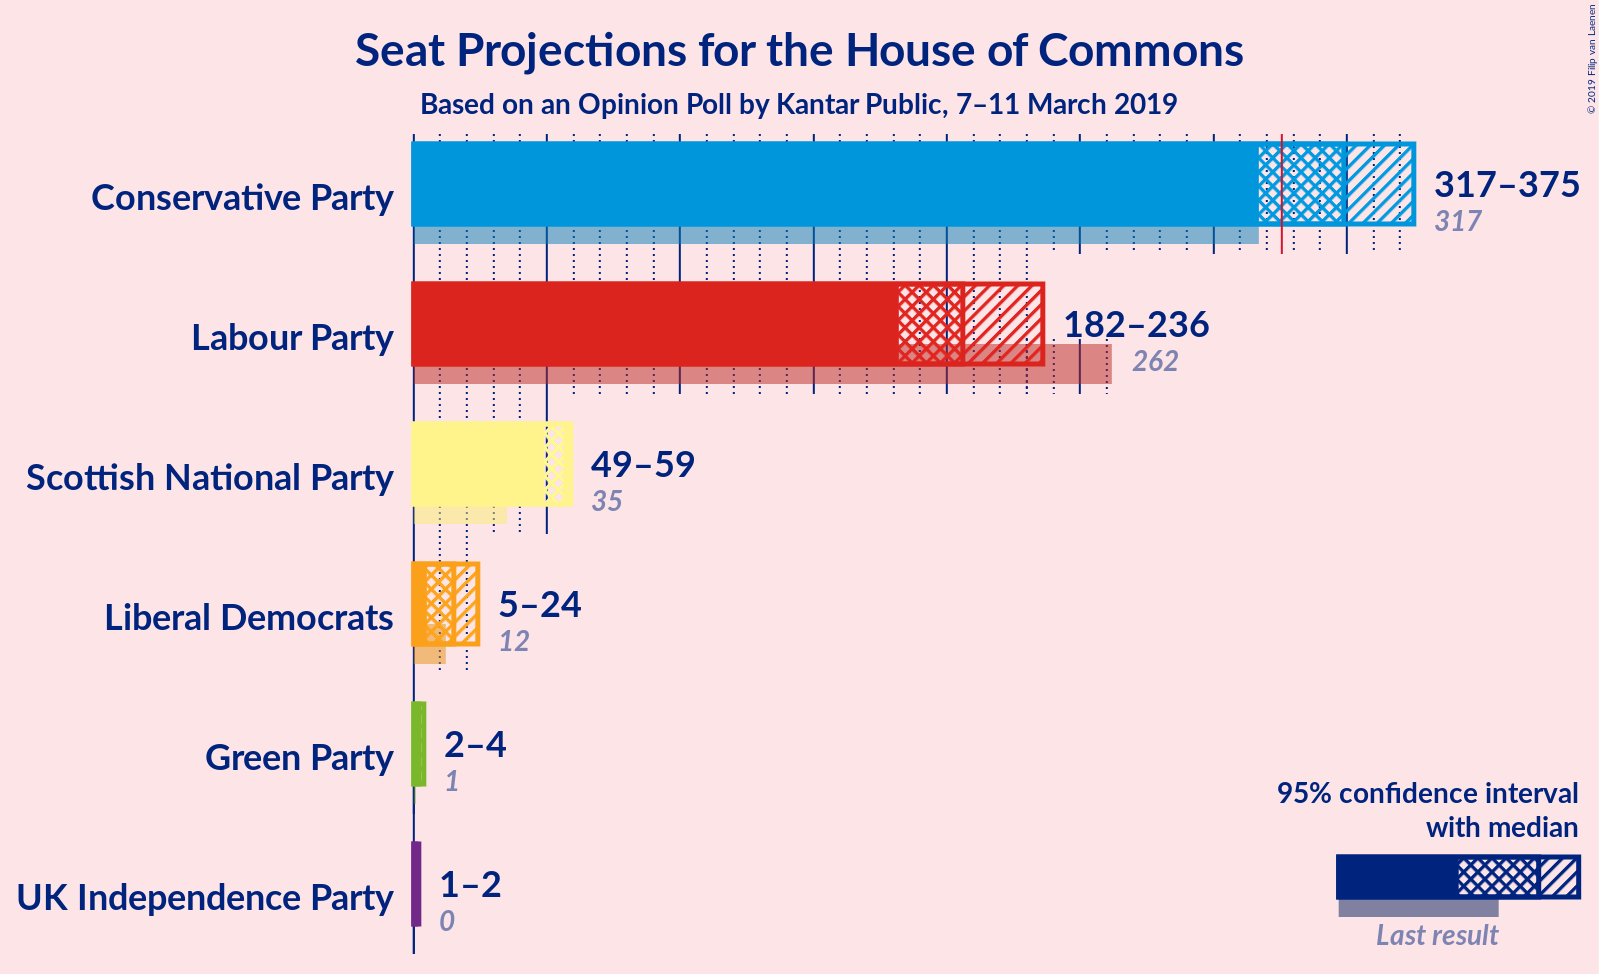 Seat Projections for the House of Commons
Based on an Opinion Poll by Kantar Public, 7–11 March 2019
© 2019 Filip van Laenen
Conservative Party
317–375
317
Labour Party
182–236
262
Scottish National Party
49–59
35
Liberal Democrats
5–24
12
Green Party
2–4
1
UK Independence Party
1–2
0
95% confidence interval
with median
Last result